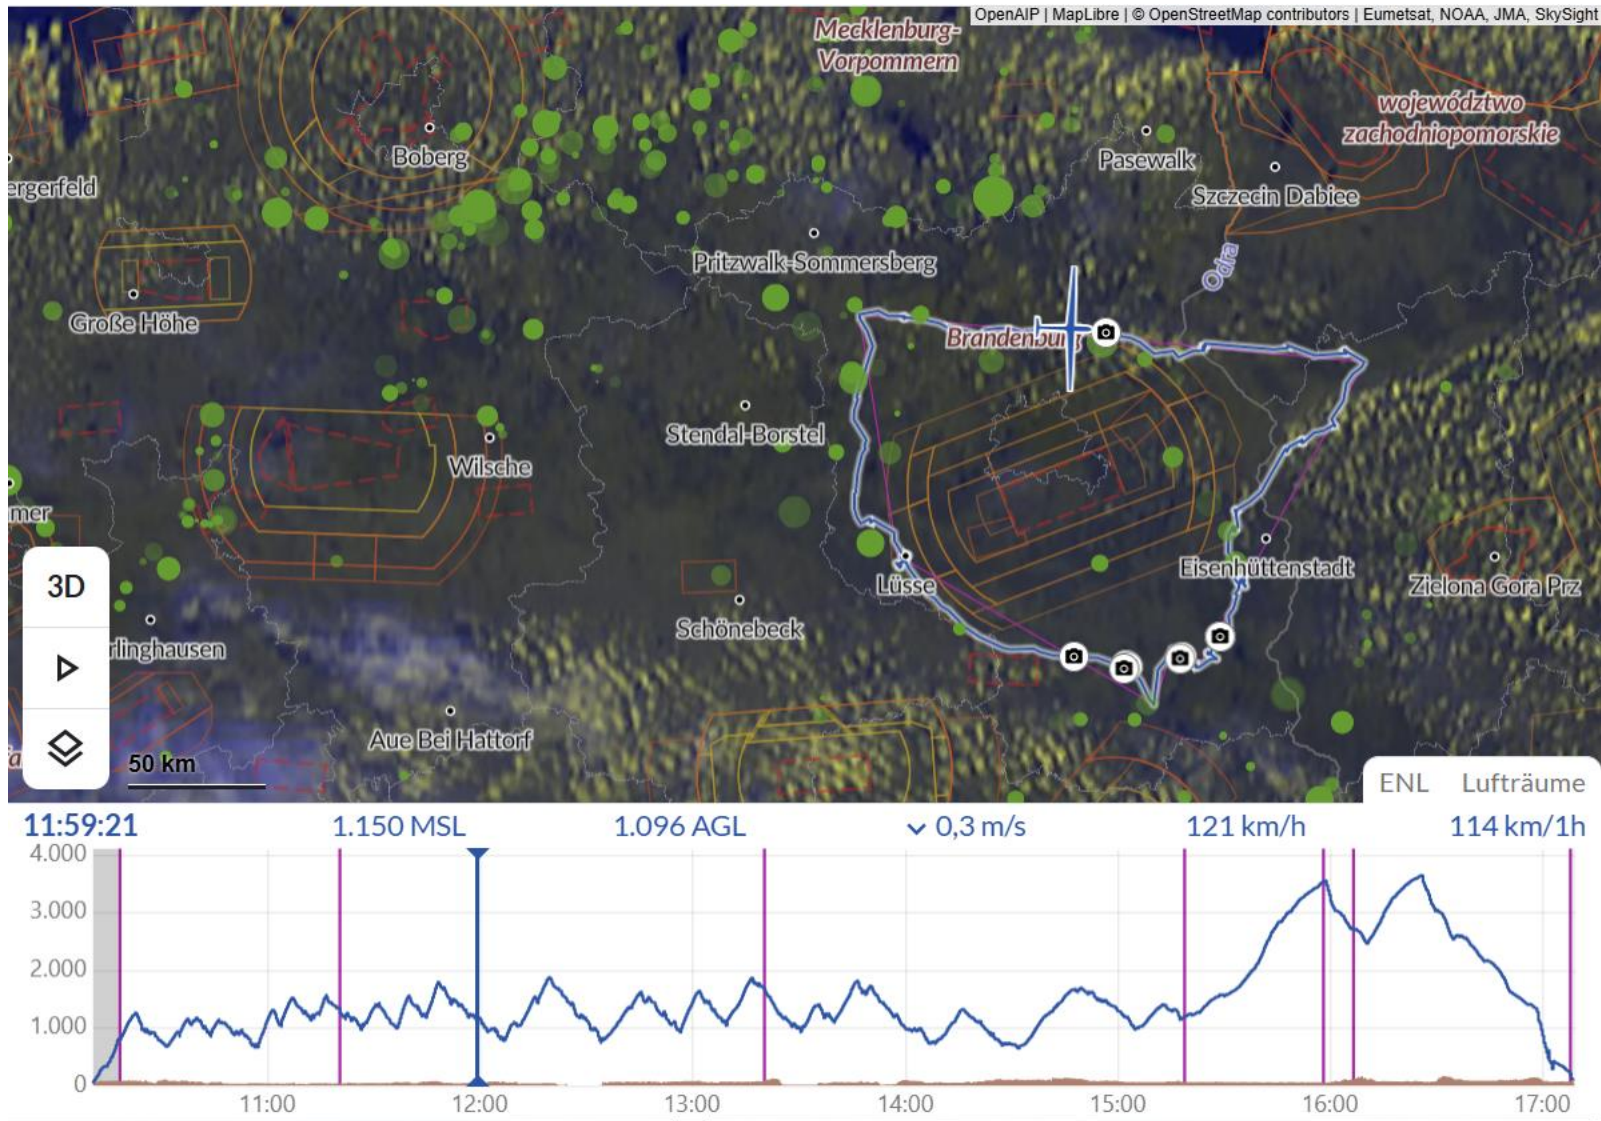 OpenAIP | MapLibre | © OpenStreetMap contributors | Eumetsat, NOAA, JMA, SkySight
Mecklenburg-
Vorpommern
województwo
zachodniopomorskie
Boberg
Pasewalk
ergerfeld
Szczecin Dabiee
Odra
Pritzwalk-Sommersberg
Große Höhe
Brandenburg
Stendal-Borstel
Wilsche
mer
3D
Eisenhüttenstadt
Lüsse
Zielona Gora Prz
Schönebeck
rlinghausen
Aue Bei Hattorf
50 km
ENL Lufträume
11:59:21 1.150 MSL 1.096 AGL 0,3 m/s 121 km/h 114 km/1h
4.000
3.000
2.000
1.000
0
11:00 12:00 13:00 14:00 15:00 16:00 17:00